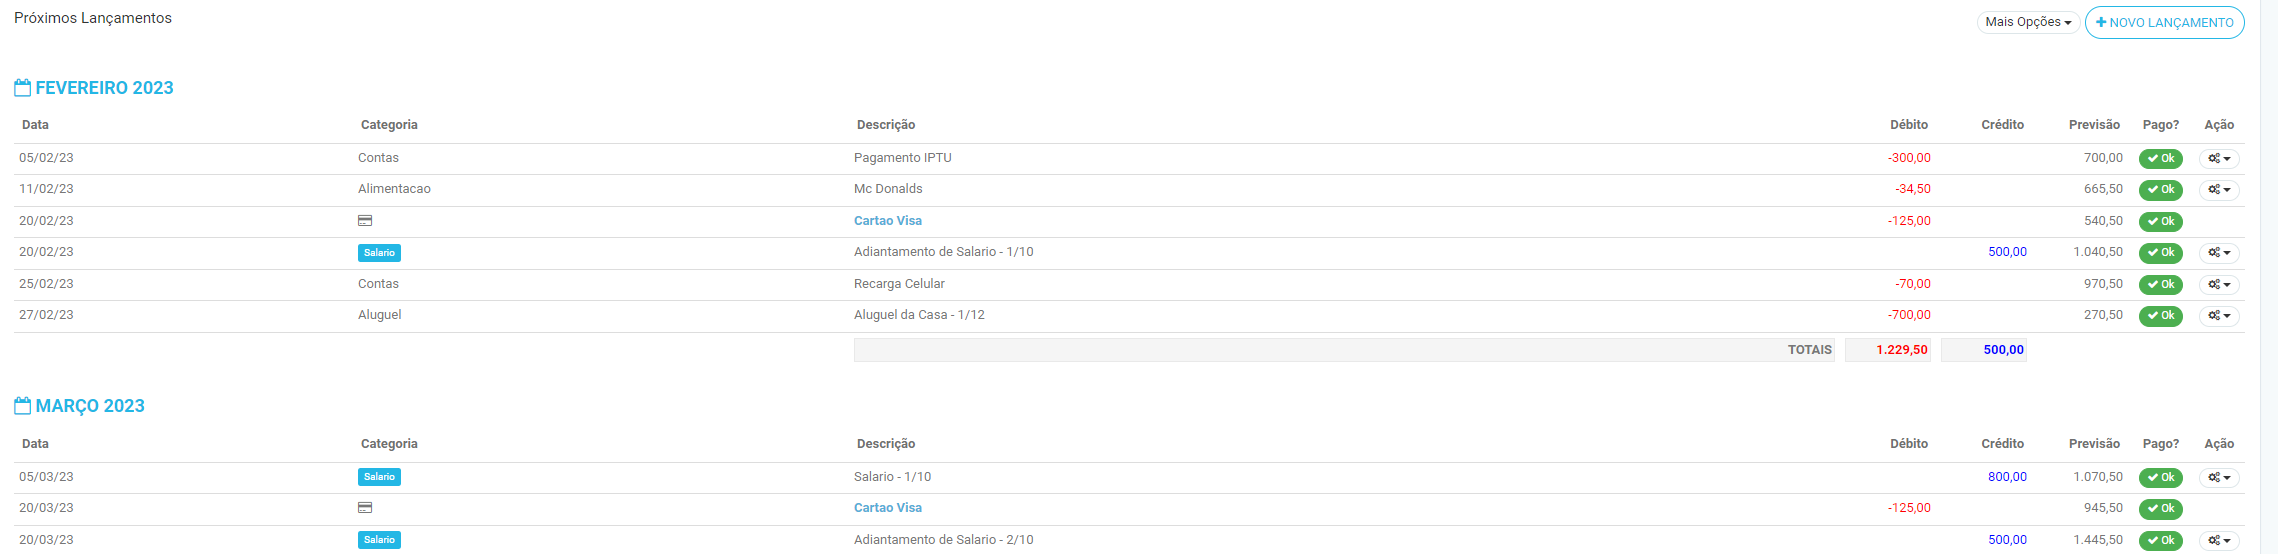 Próximos Lançamentos
Mais Opções
NOVO LANÇAMENTO
FEVEREIRO 2023
Data Categoria Descrição Débito Crédito Previsão Pago? Ação
05/02/23 Contas Pagamento IPTU -300,00 700,00 Ok
11/02/23 Alimentacao Mc Donalds -34,50 665,50 Ok
20/02/23 Cartao Visa -125,00 540,50 Ok
20/02/23 Salario Adiantamento de Salario - 1/10 500,00 1.040,50 Ok
25/02/23 Contas Recarga Celular -70,00 970,50 Ok
27/02/23 Aluguel Aluguel da Casa - 1/12 -700,00 270,50 Ok
TOTAIS 1.229,50 500,00
MARÇO 2023
Data Categoria Descrição Débito Crédito Previsão Pago? Ação
05/03/23 Salario Salario - 1/10 800,00 1.070,50 Ok
20/03/23 Cartao Visa -125,00 945,50 Ok
20/03/23 Salario Adiantamento de Salario - 2/10 500,00 1.445,50 Ok